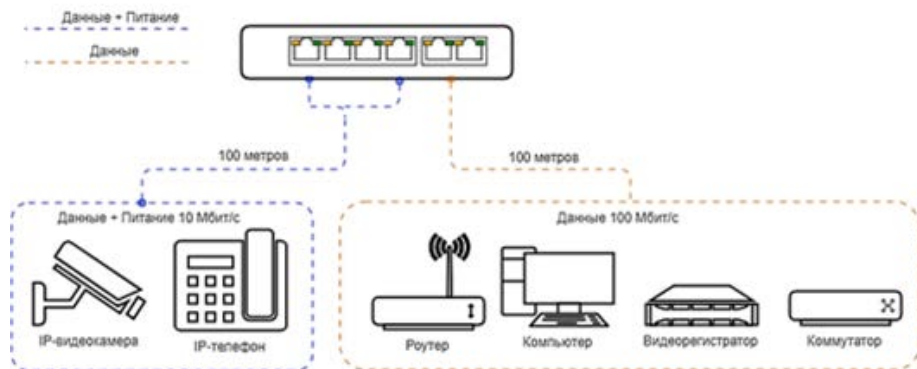 Данные + Питание
Данные
100 метров
100 метров
Данные + Питание 10 Мбит/с
Данные 100 Мбит/с
IP-видеокамера
IP-телефон
Роутер
Компьютер
Видеорегистратор
Коммутатор